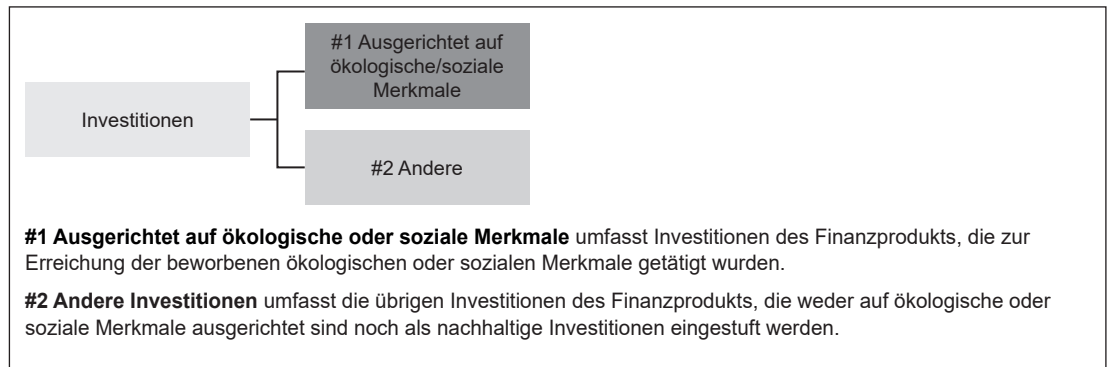 #1 Ausgerichtet auf
ökologische/soziale
Merkmale
Investitionen
#2 Andere
#1 Ausgerichtet auf ökologische oder soziale Merkmale umfasst Investitionen des Finanzprodukts, die zur
Erreichung der beworbenen ökologischen oder sozialen Merkmale getätigt wurden.
#2 Andere Investitionen umfasst die übrigen Investitionen des Finanzprodukts, die weder auf ökologische oder
soziale Merkmale ausgerichtet sind noch als nachhaltige Investitionen eingestuft werden.